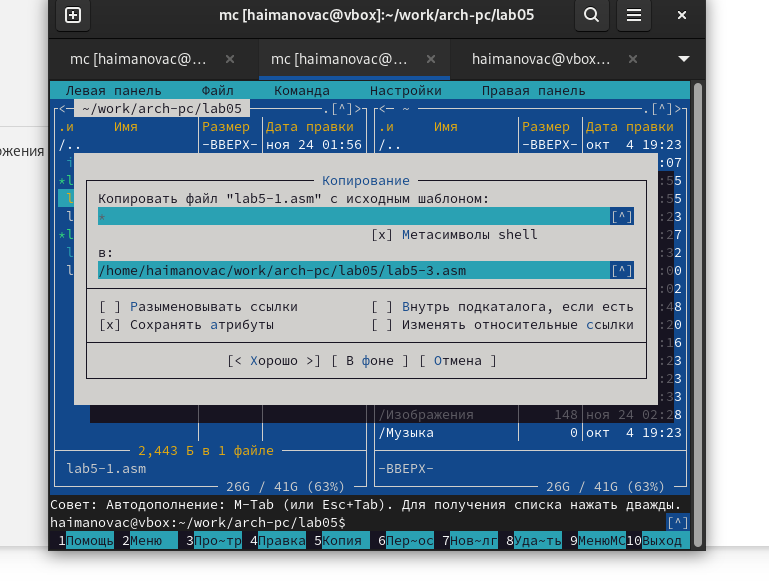 mc [haimanovac@vbox]:~/work/arch-pc/lab05
mc [haimanovac@... × mc [haimanovac@... × haimanovac@vbox... ×
Левая панель Файл Команда Настройки Правая панель
<─ ~/work/arch-pc/lab05 ─.[^]> <─ ~ ─.[^]>
.и Имя Размер Дата правки .и Имя Размер Дата правки
/.. -ВВЕРХ- ноя 24 01:56 /.. -ВВЕРХ- окт 4 19:23
ожения
:07
Копирование
*l :55
Копировать файл "lab5-1.asm" с исходным шаблоном:
l :55
* [^]
l :23
[x] Метасимволы shell
*l :27
в:
l :32
/home/haimanovac/work/arch-pc/lab05/lab5-3.asm [^]
l :00
:02
[ ] Разыменовывать ссылки [ ] Внутрь подкаталога, если есть
:48
[x] Сохранять атрибуты [ ] Изменять относительные ссылки
:20
:16
[< Хорошо >] [ В фоне ] [ Отмена ]
:23
:23
:33
/Изображения 148 ноя 24 02:28
/Музыка 0 окт 4 19:23
2,443 Б в 1 файле
lab5-1.asm -ВВЕРХ-
26G / 41G (63%) 26G / 41G (63%)
Совет: Автодополнение: M-Tab (или Esc+Tab). Для получения списка нажать дважды.
haimanovac@vbox:~/work/arch-pc/lab05$ [^]
1Помощь 2Меню 3Про~тр 4Правка 5Копия 6Пер~ос 7Нов~лг 8Уда~ть 9МенюMC 10Выход